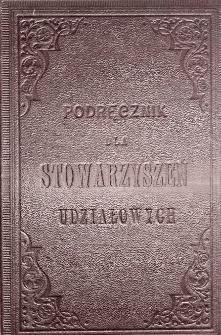 PODRĘCZNIK
DLA
STOWARZYSZEŃ
UDZIAŁOWYCH